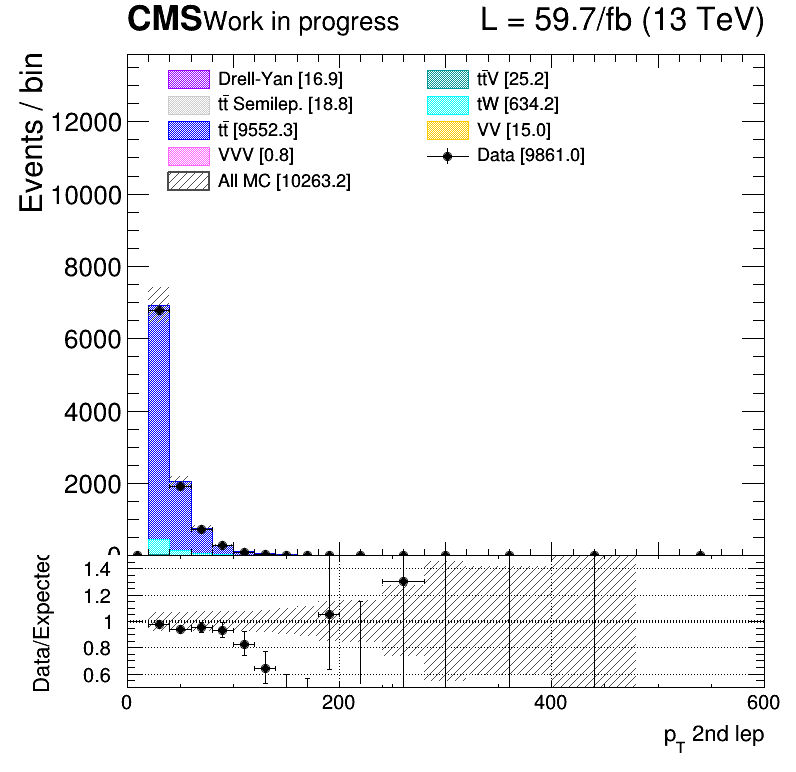 CMS Work in progress L = 59.7/fb (13 TeV)
Events / bin
Drell-Yan [16.9]
tt̄ Semilep. [18.8]
tt̄ [9552.3]
VVV [0.8]
All MC [10263.2]
tt̄V [25.2]
tW [634.2]
VV [15.0]
Data [9861.0]
12000
10000
8000
6000
4000
2000
0
Data/Expected
1.4
1.2
1
0.8
0.6
0 200 400 600
p_T 2nd lep